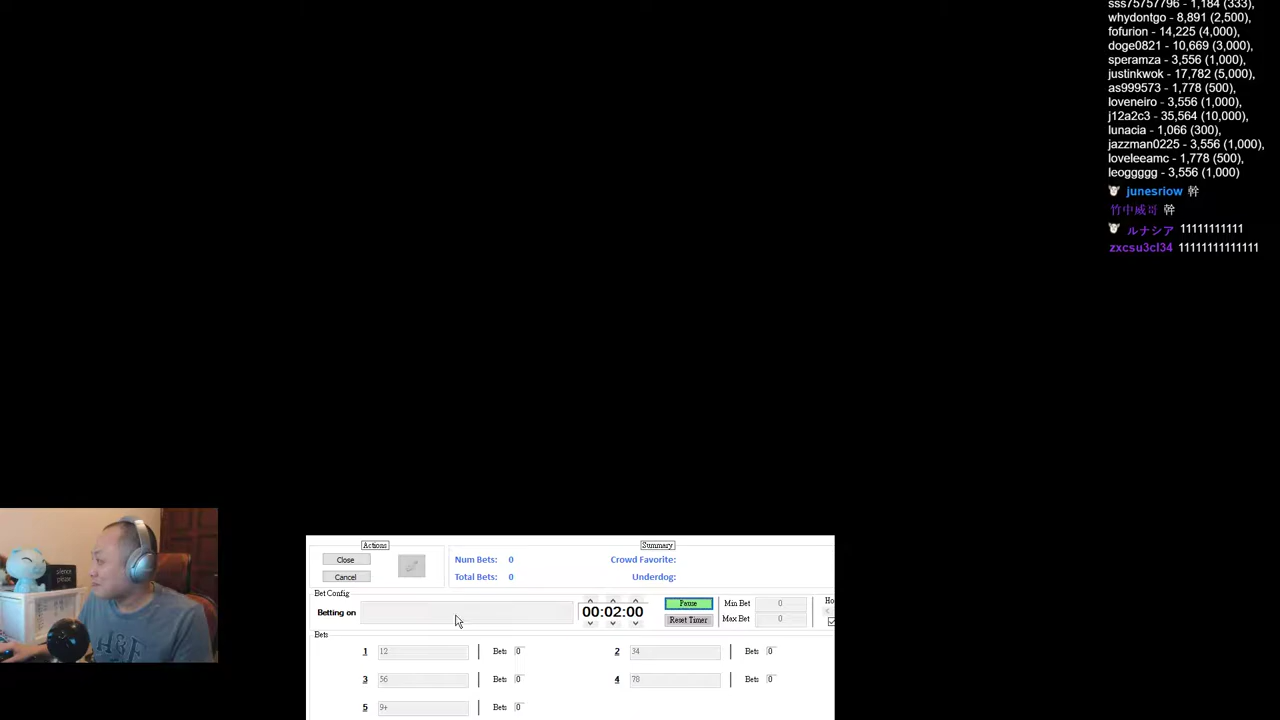 sss75757796 - 1,184 (333),
whydontgo - 8,891 (2,500),
fofurion - 14,225 (4,000),
doge0821 - 10,669 (3,000),
speramza - 3,556 (1,000),
justinkwok - 17,782 (5,000),
as999573 - 1,778 (500),
loveneiro - 3,556 (1,000),
j12a2c3 - 35,564 (10,000),
lunacia - 1,066 (300),
jazzman0225 - 3,556 (1,000),
loveleeamc - 1,778 (500),
leoggggg - 3,556 (1,000)
junesriow 幹
竹中威哥 幹
ルナシア 11111111111
zxcsu3cl34 11111111111111
Actions Summary
Close Num Bets: 0 Crowd Favorite:
Cancel Total Bets: 0 Underdog:
Bet Config
Betting on 00:02:00 Pause Min Bet 0 Ho
Reset Timer Max Bet 0
Bets
1 12 Bets 0 2 34 Bets 0
3 56 Bets 0 4 78 Bets 0
5 9+ Bets 0